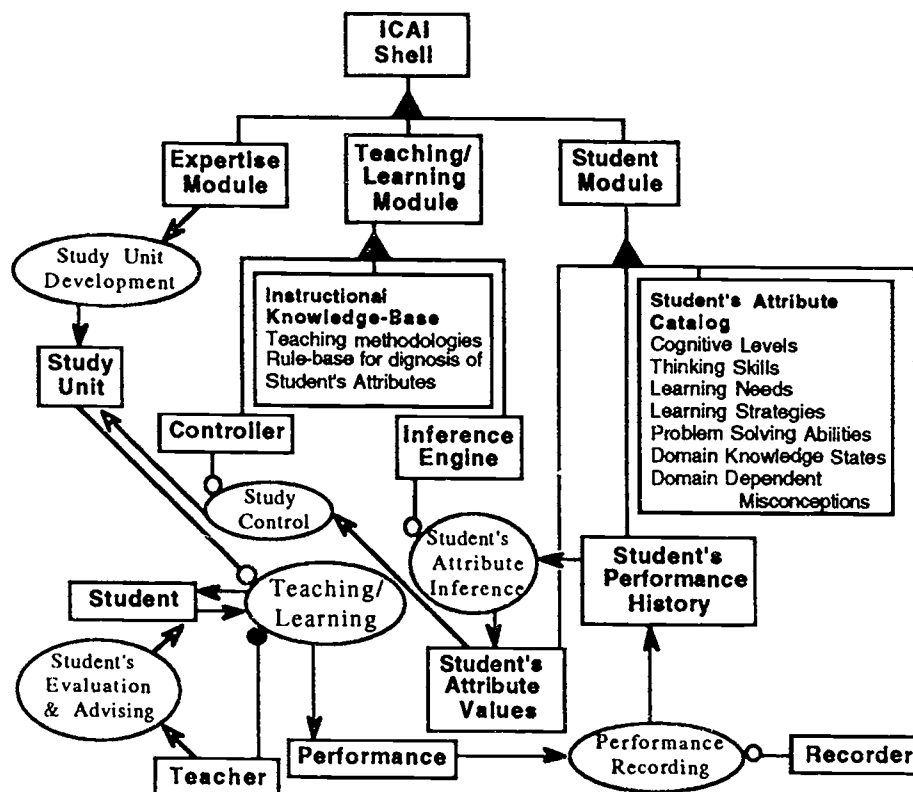 ICAI
Shell
Expertise
Module
Teaching/
Learning
Module
Student
Module
Study Unit
Development
Instructional
Knowledge-Base
Teaching methodologies
Rule-base for dignosis of
Student's Attributes
Student's Attribute
Catalog
Cognitive Levels
Thinking Skills
Learning Needs
Learning Strategies
Problem Solving Abilities
Domain Knowledge States
Domain Dependent
Misconceptions
Study
Unit
Controller
Inference
Engine
Study
Control
Student's
Attribute
Inference
Student's
Performance
History
Student
Teaching/
Learning
Student's
Evaluation
& Advising
Student's
Attribute
Values
Teacher
Performance
Performance
Recording
Recorder